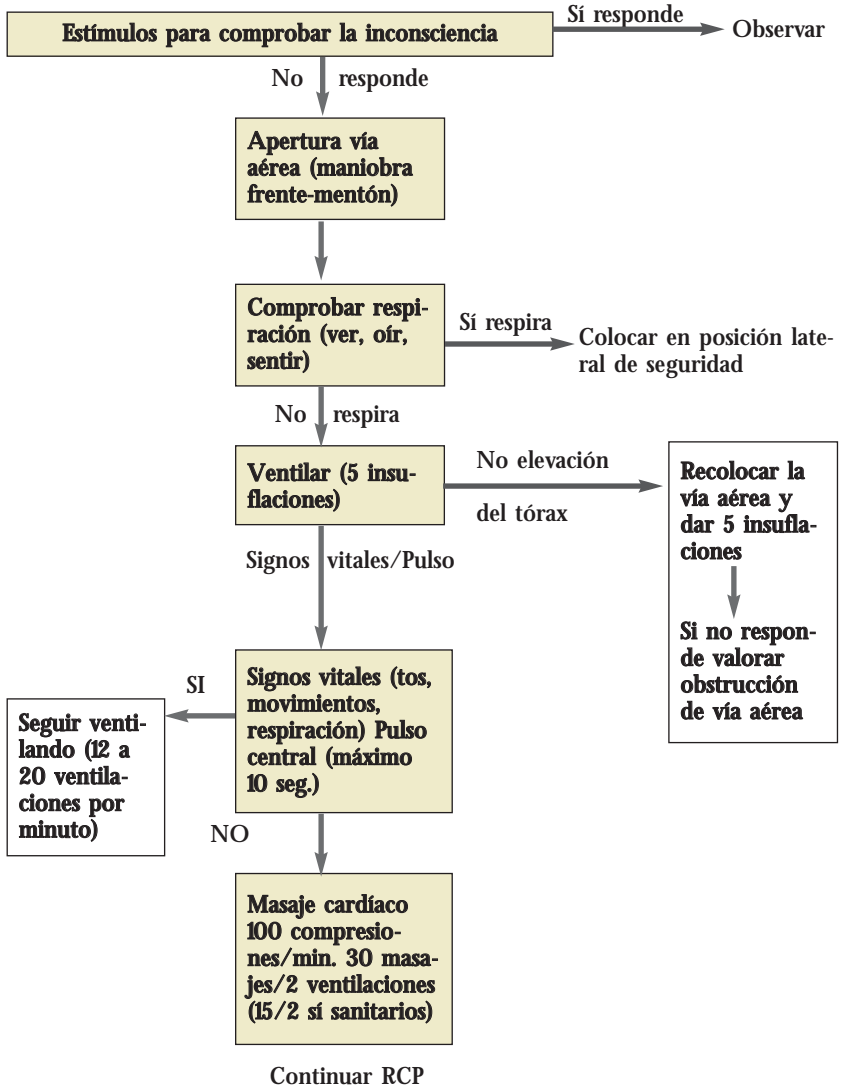 Estímulos para comprobar la inconsciencia
Sí responde
Observar
No responde
Apertura vía
aérea (maniobra
frente-mentón)
Comprobar respi-
ración (ver, oír,
sentir)
Sí respira
Colocar en posición late-
ral de seguridad
No respira
Ventilar (5 insu-
flaciones)
No elevación
del tórax
Recolocar la
vía aérea y
dar 5 insufla-
ciones
Si no respon-
de valorar
obstrucción
de vía aérea
Signos vitales/Pulso
Signos vitales (tos,
movimientos,
respiración) Pulso
central (máximo
10 seg.)
SI
Seguir venti-
lando (12 a
20 ventila-
ciones por
minuto)
NO
Masaje cardíaco
100 compresio-
nes/min. 30 masa-
jes/2 ventilaciones
(15/2 sí sanitarios)
Continuar RCP